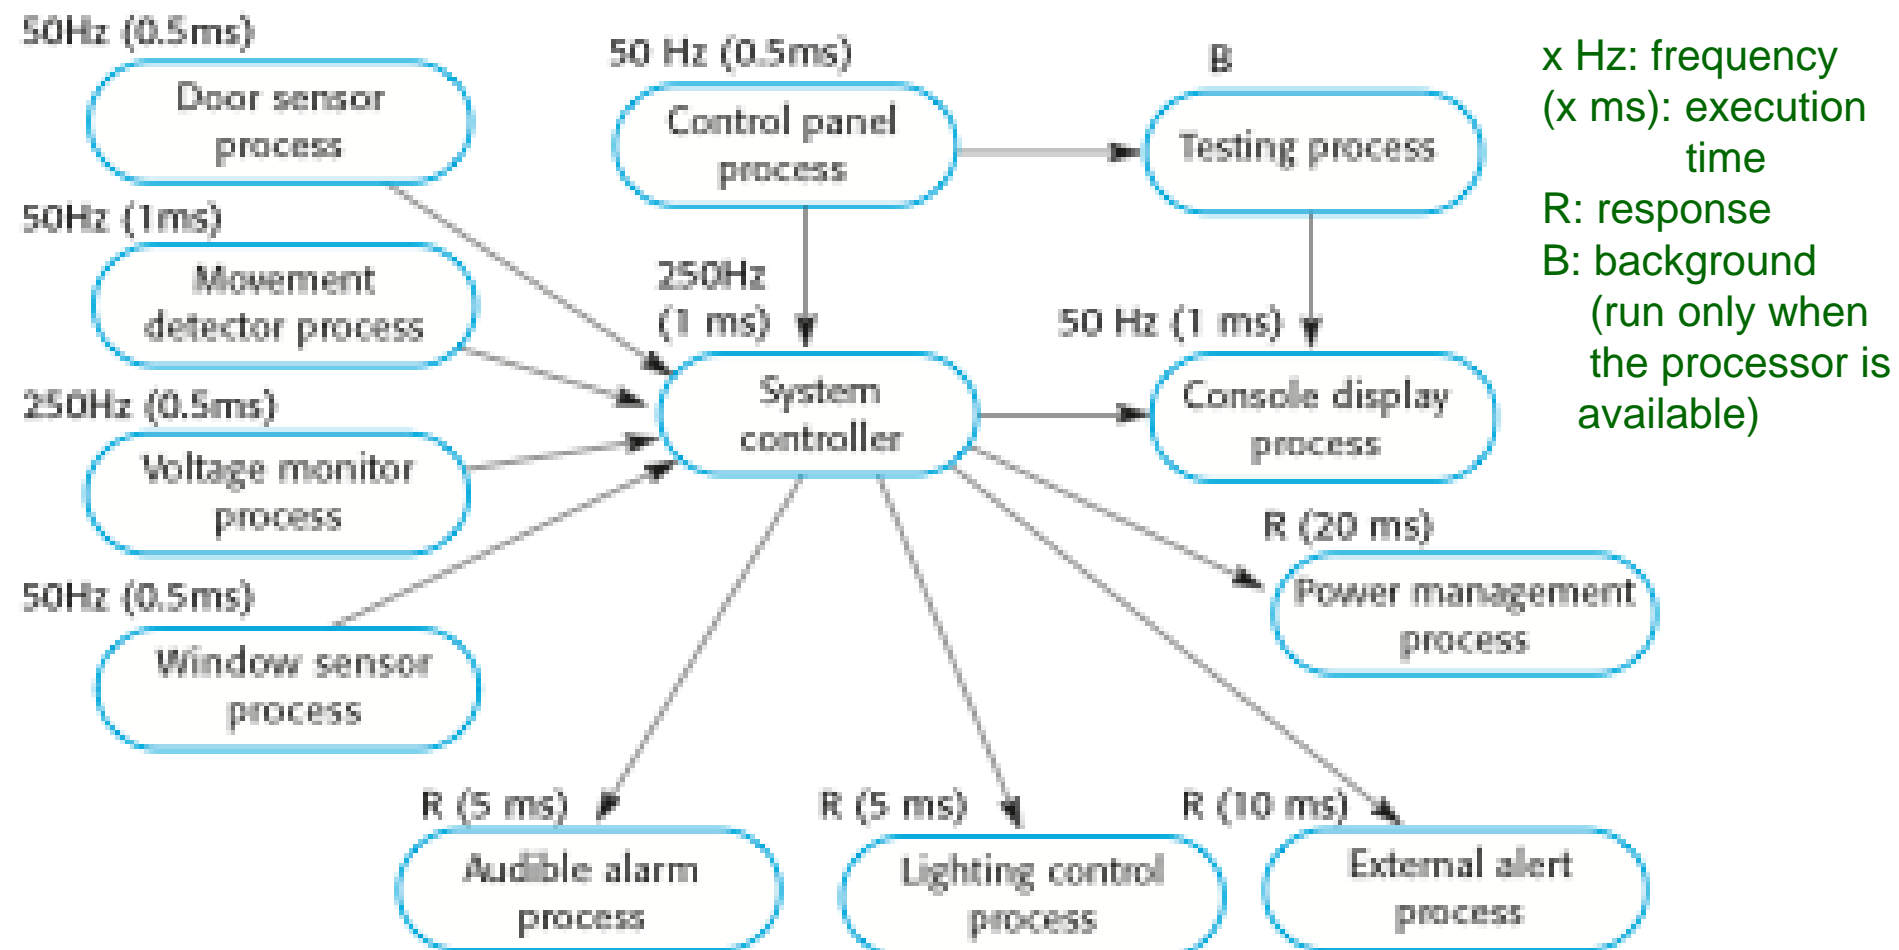 50Hz (0.5ms)
Door sensor
process
50 Hz (0.5ms)
Control panel
process
B
Testing process
x Hz: frequency
(x ms): execution
time
R: response
B: background
(run only when
the processor is
available)
50Hz (1ms)
Movement
detector process
250Hz
(1 ms)
System
controller
50 Hz (1 ms)
Console display
process
250Hz (0.5ms)
Voltage monitor
process
R (20 ms)
Power management
process
50Hz (0.5ms)
Window sensor
process
R (5 ms)
Audible alarm
process
R (5 ms)
Lighting control
process
R (10 ms)
External alert
process